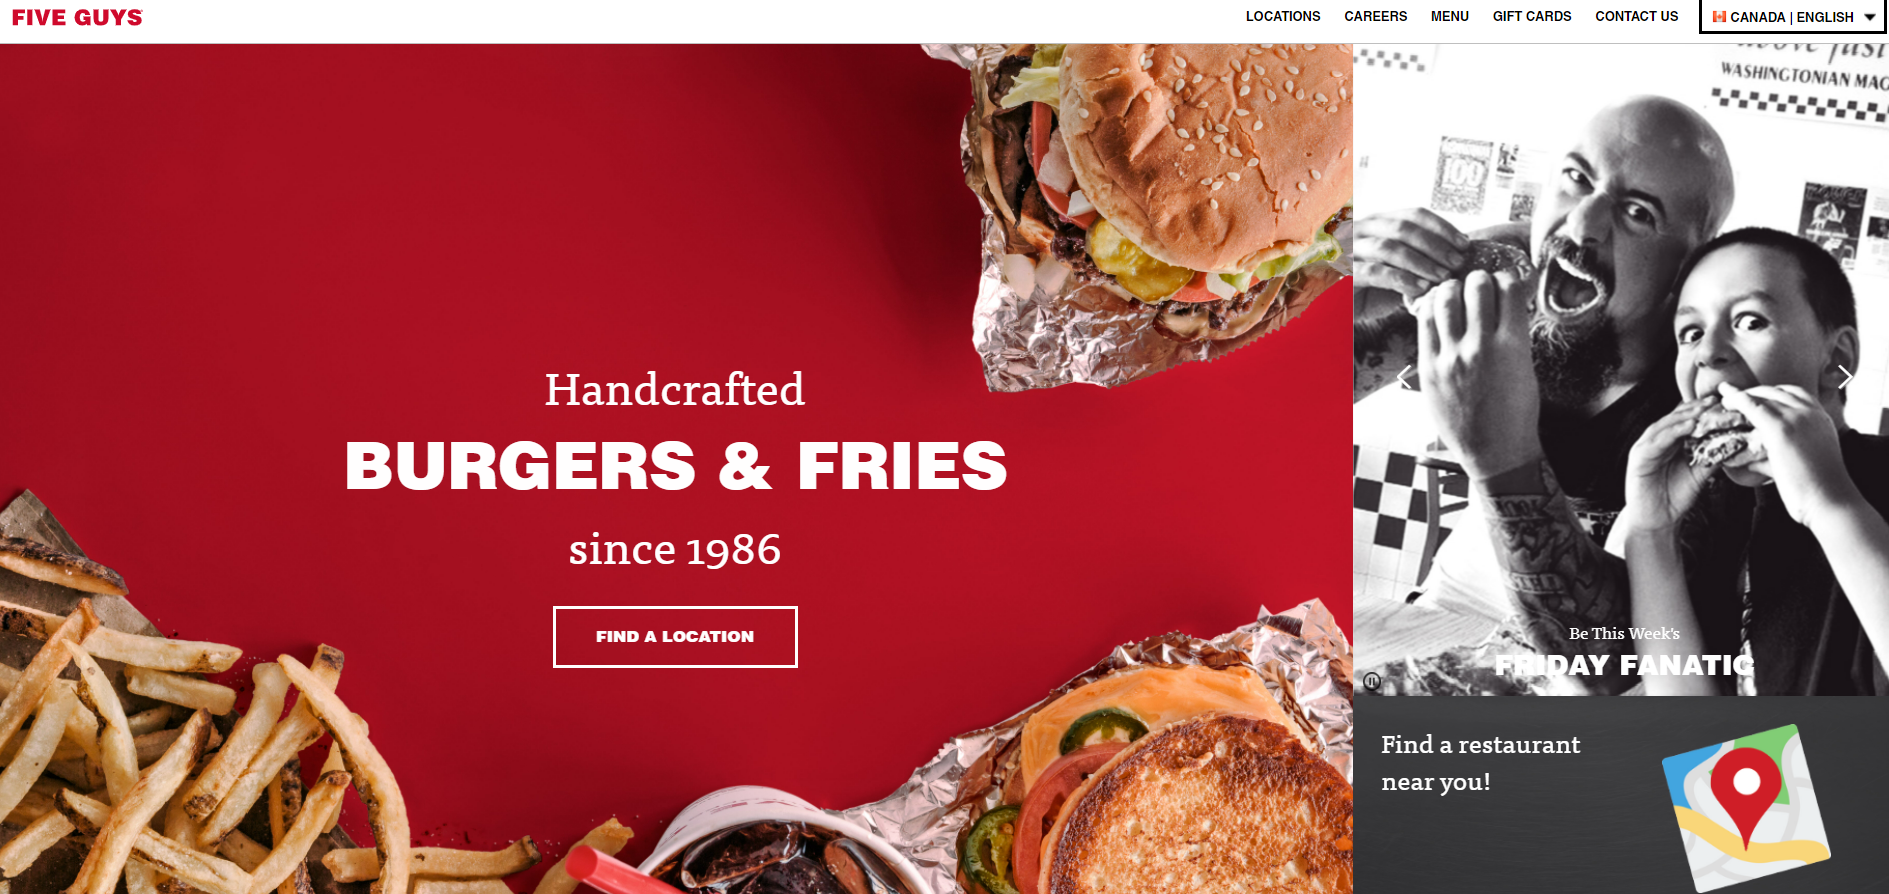 FIVE GUYS
LOCATIONS
CAREERS
MENU
GIFT CARDS
CONTACT US
CANADA | ENGLISH
Handcrafted
BURGERS & FRIES
since 1986
FIND A LOCATION
WASHINGTONIAN
100
Be This Week's
FRIDAY FANATIC
Find a restaurant
near you!